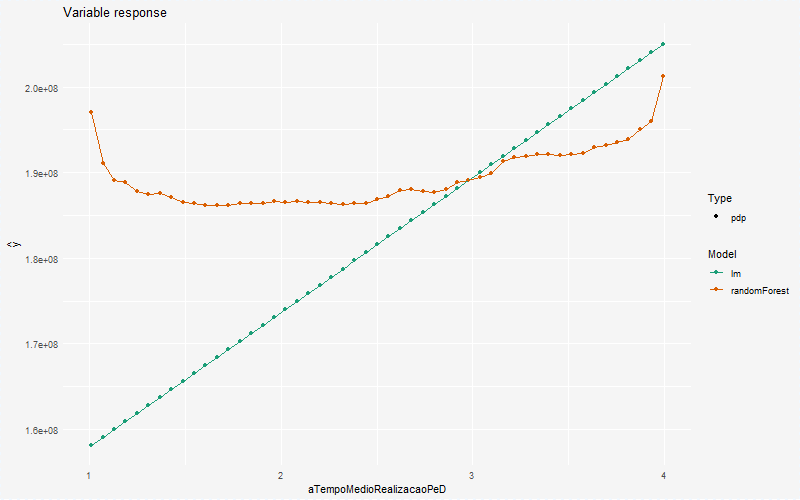 Variable response
2.0e+08
1.9e+08
1.8e+08
1.7e+08
1.6e+08
ŷ
1 2 3 4
aTempoMedioRealizacaoPeD
Type
pdp
Model
lm
randomForest